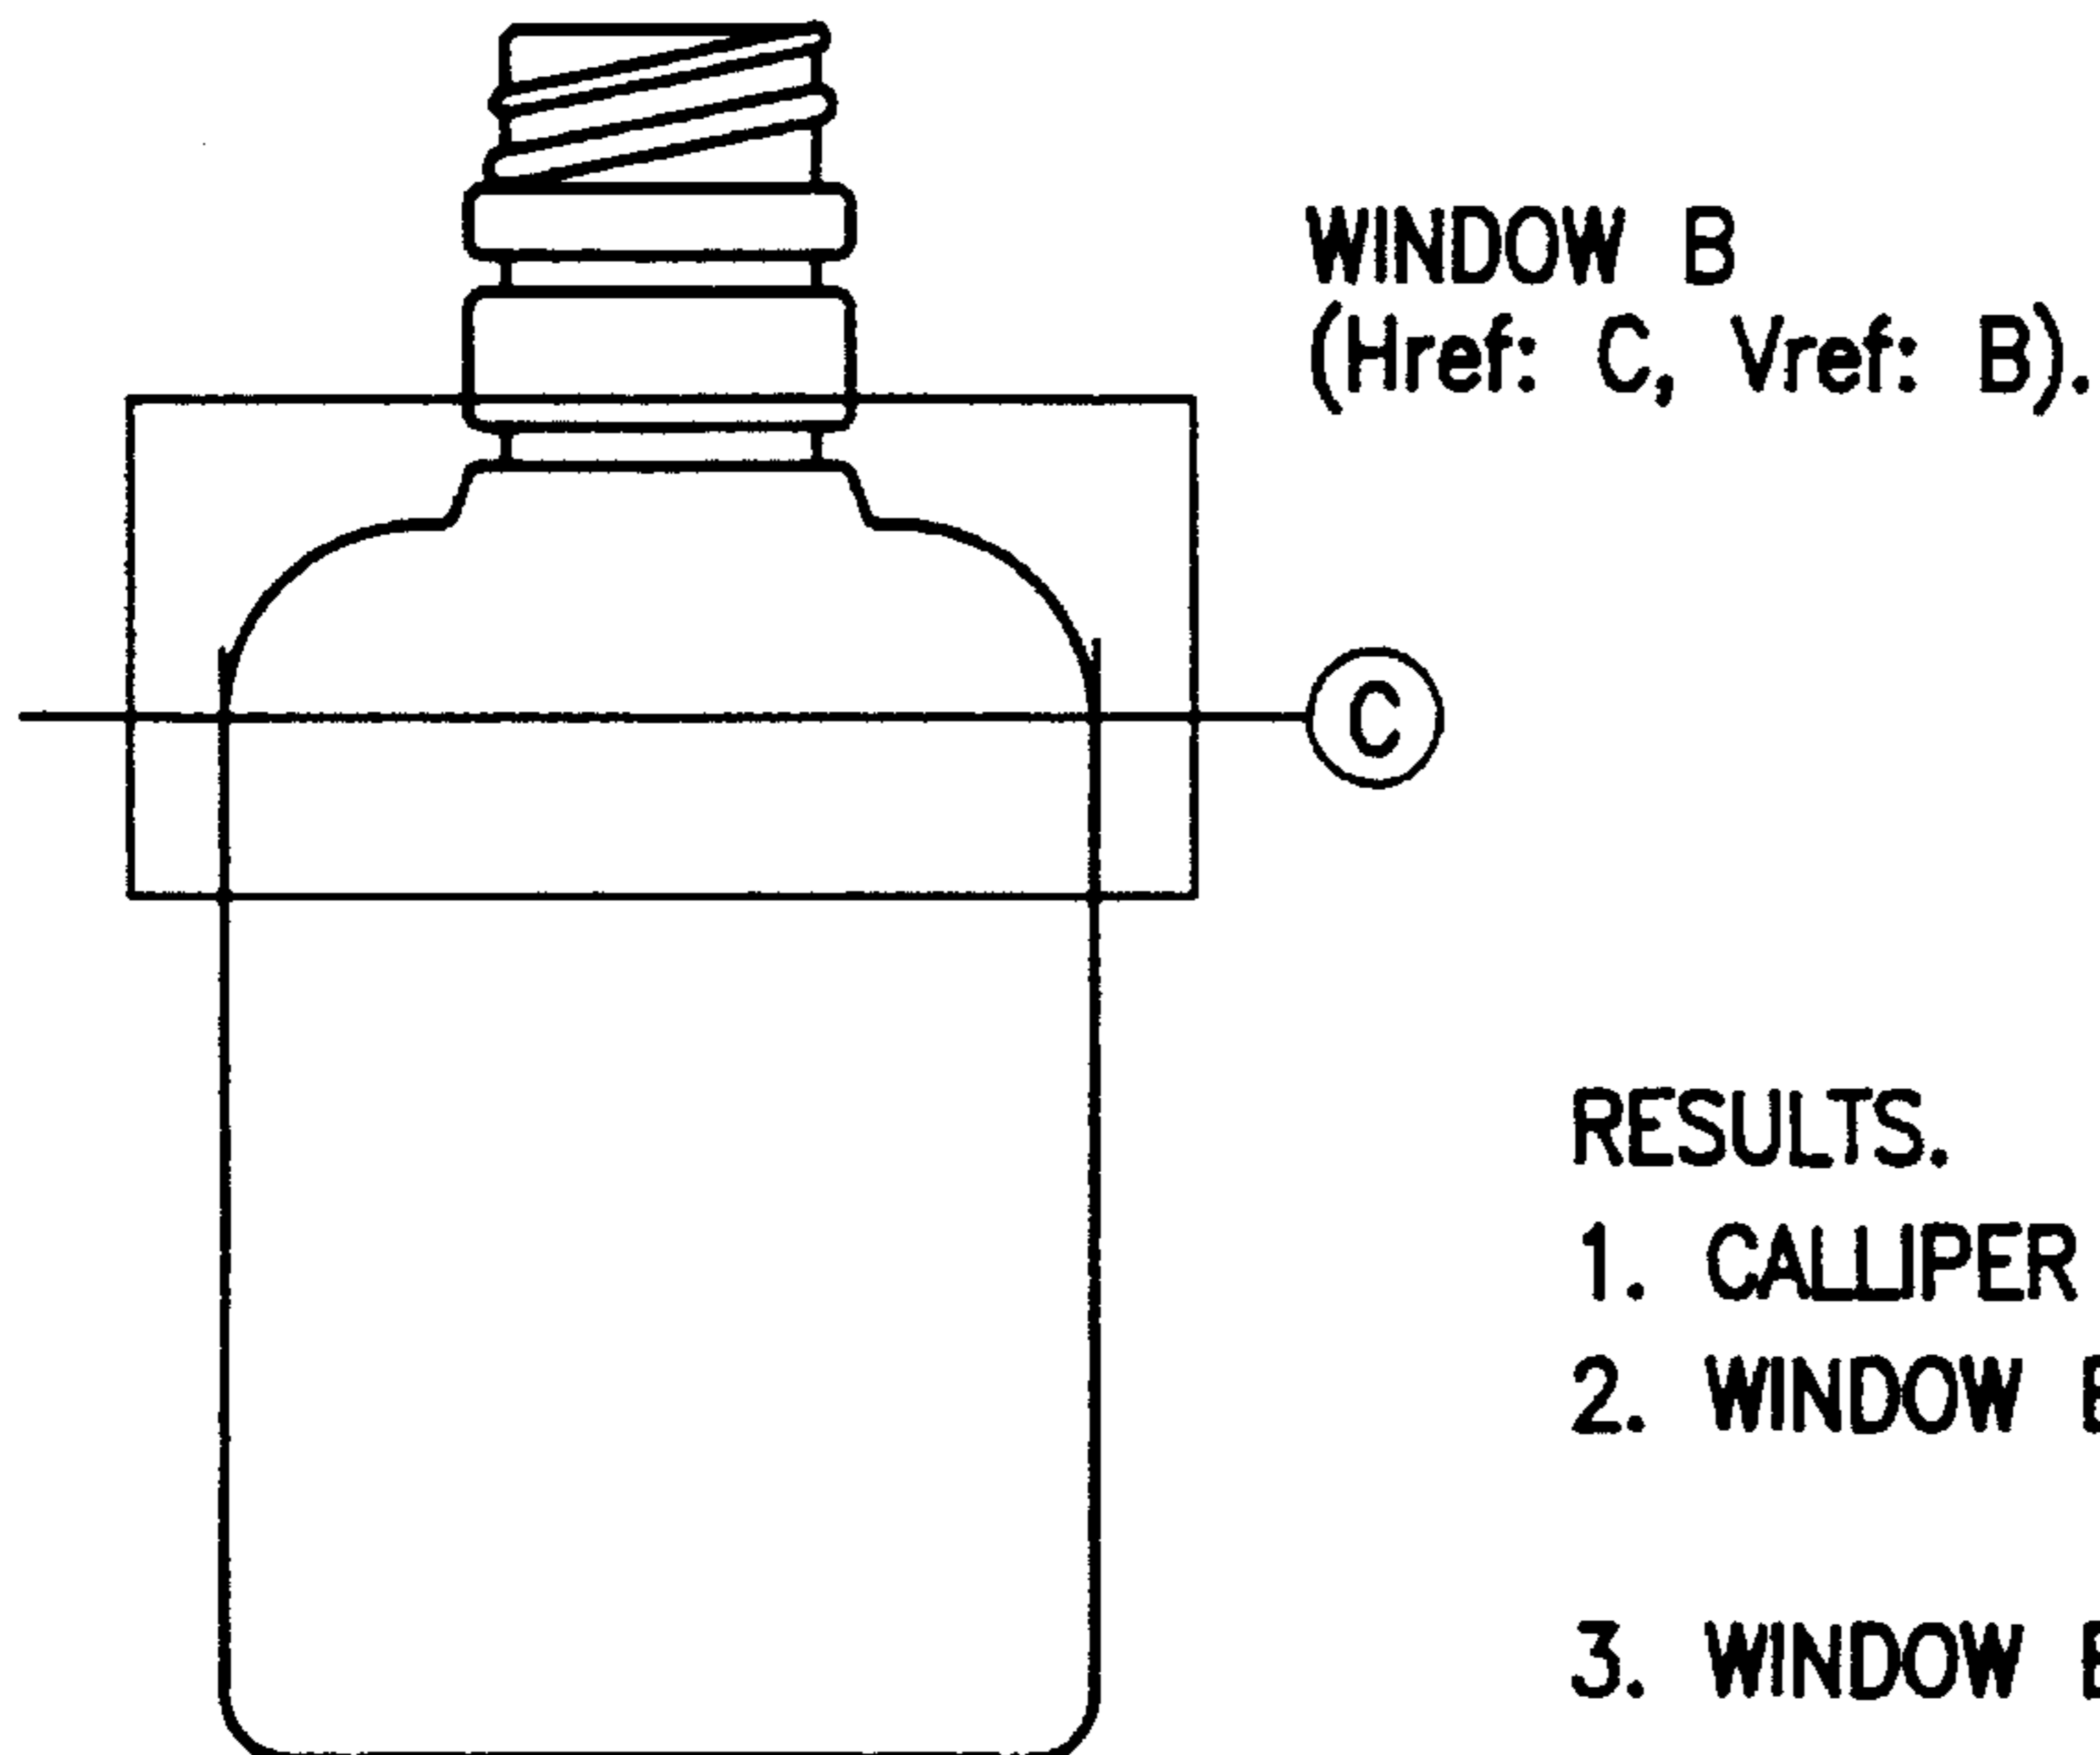 WINDOW B
(Href: C, Vref: B).
C
RESULTS.
1. CALLIPER
2. WINDOW
3. WINDOW